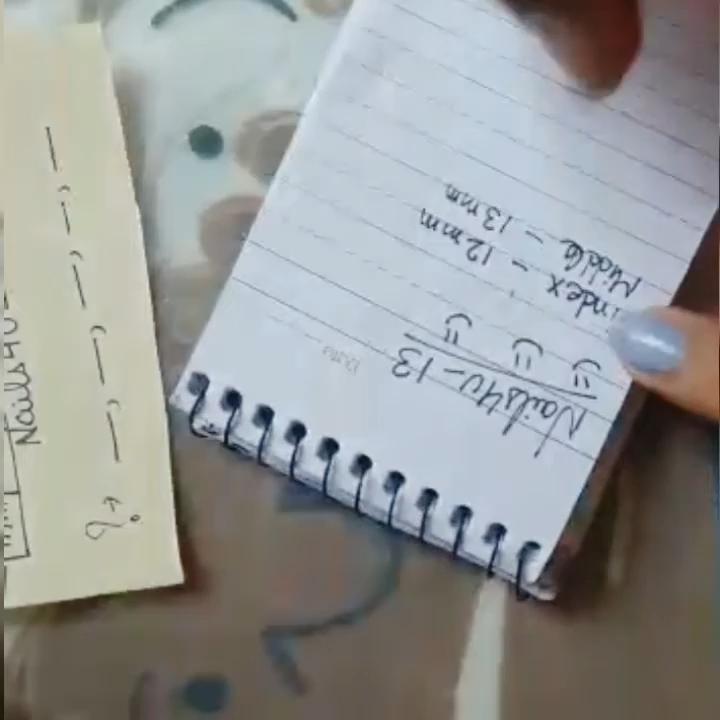 Nails4U - 13
Index - 12mm
Middle - 13mm
Nails4U -